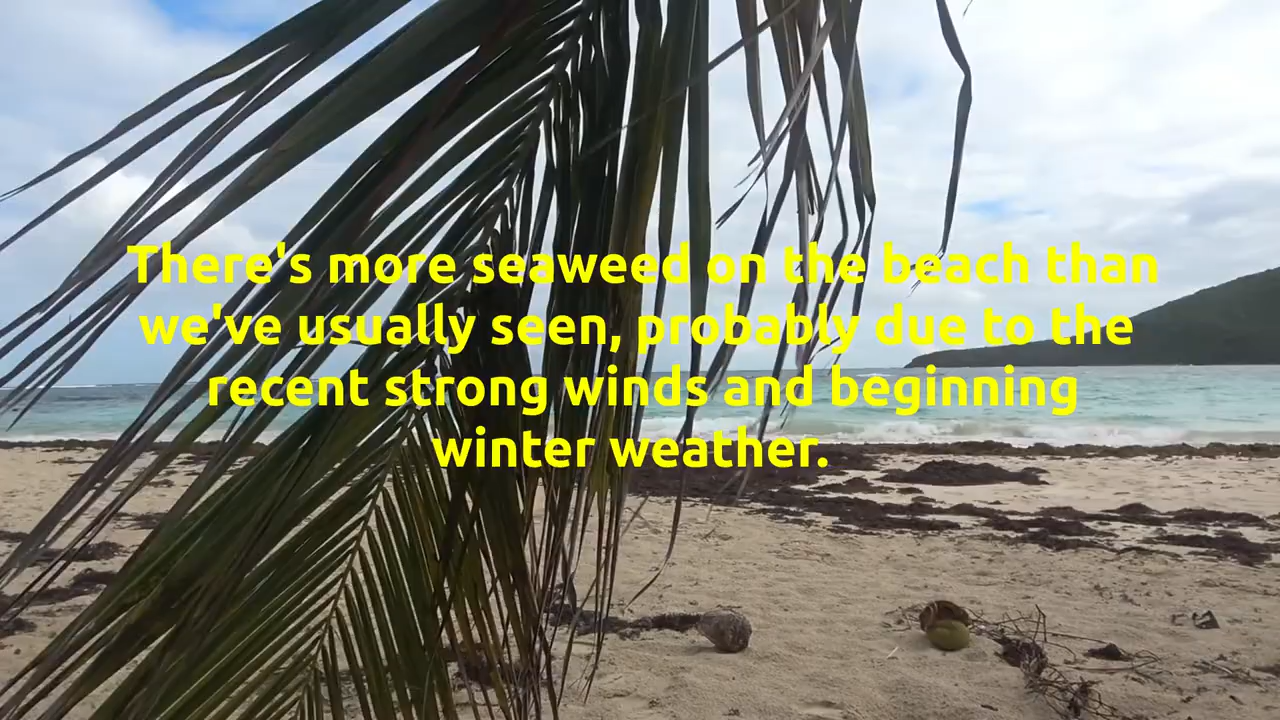 There's more seaweed on the beach than
we've usually seen, probably due to the
recent strong winds and beginning
winter weather.